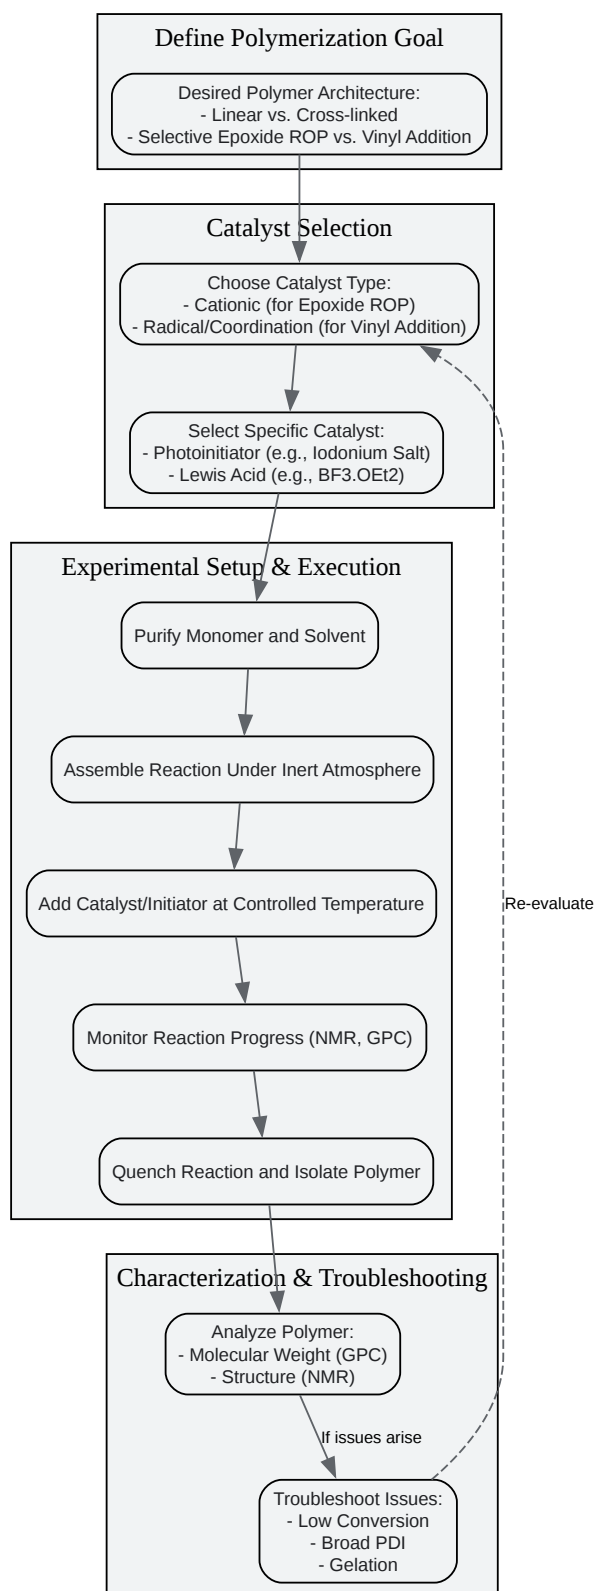 Define Polymerization Goal
Desired Polymer Architecture:
- Linear vs. Cross-linked
- Selective Epoxide ROP vs. Vinyl Addition
Catalyst Selection
Choose Catalyst Type:
- Cationic (for Epoxide ROP)
- Radical/Coordination (for Vinyl Addition)
Select Specific Catalyst:
- Photoinitiator (e.g., Iodonium Salt)
- Lewis Acid (e.g., BF3.OEt2)
Experimental Setup & Execution
Purify Monomer and Solvent
Assemble Reaction Under Inert Atmosphere
Add Catalyst/Initiator at Controlled Temperature
Re-evaluate
Monitor Reaction Progress (NMR, GPC)
Quench Reaction and Isolate Polymer
Characterization & Troubleshooting
Analyze Polymer:
- Molecular Weight (GPC)
- Structure (NMR)
If issues arise
Troubleshoot Issues:
- Low Conversion
- Broad PDI
- Gelation